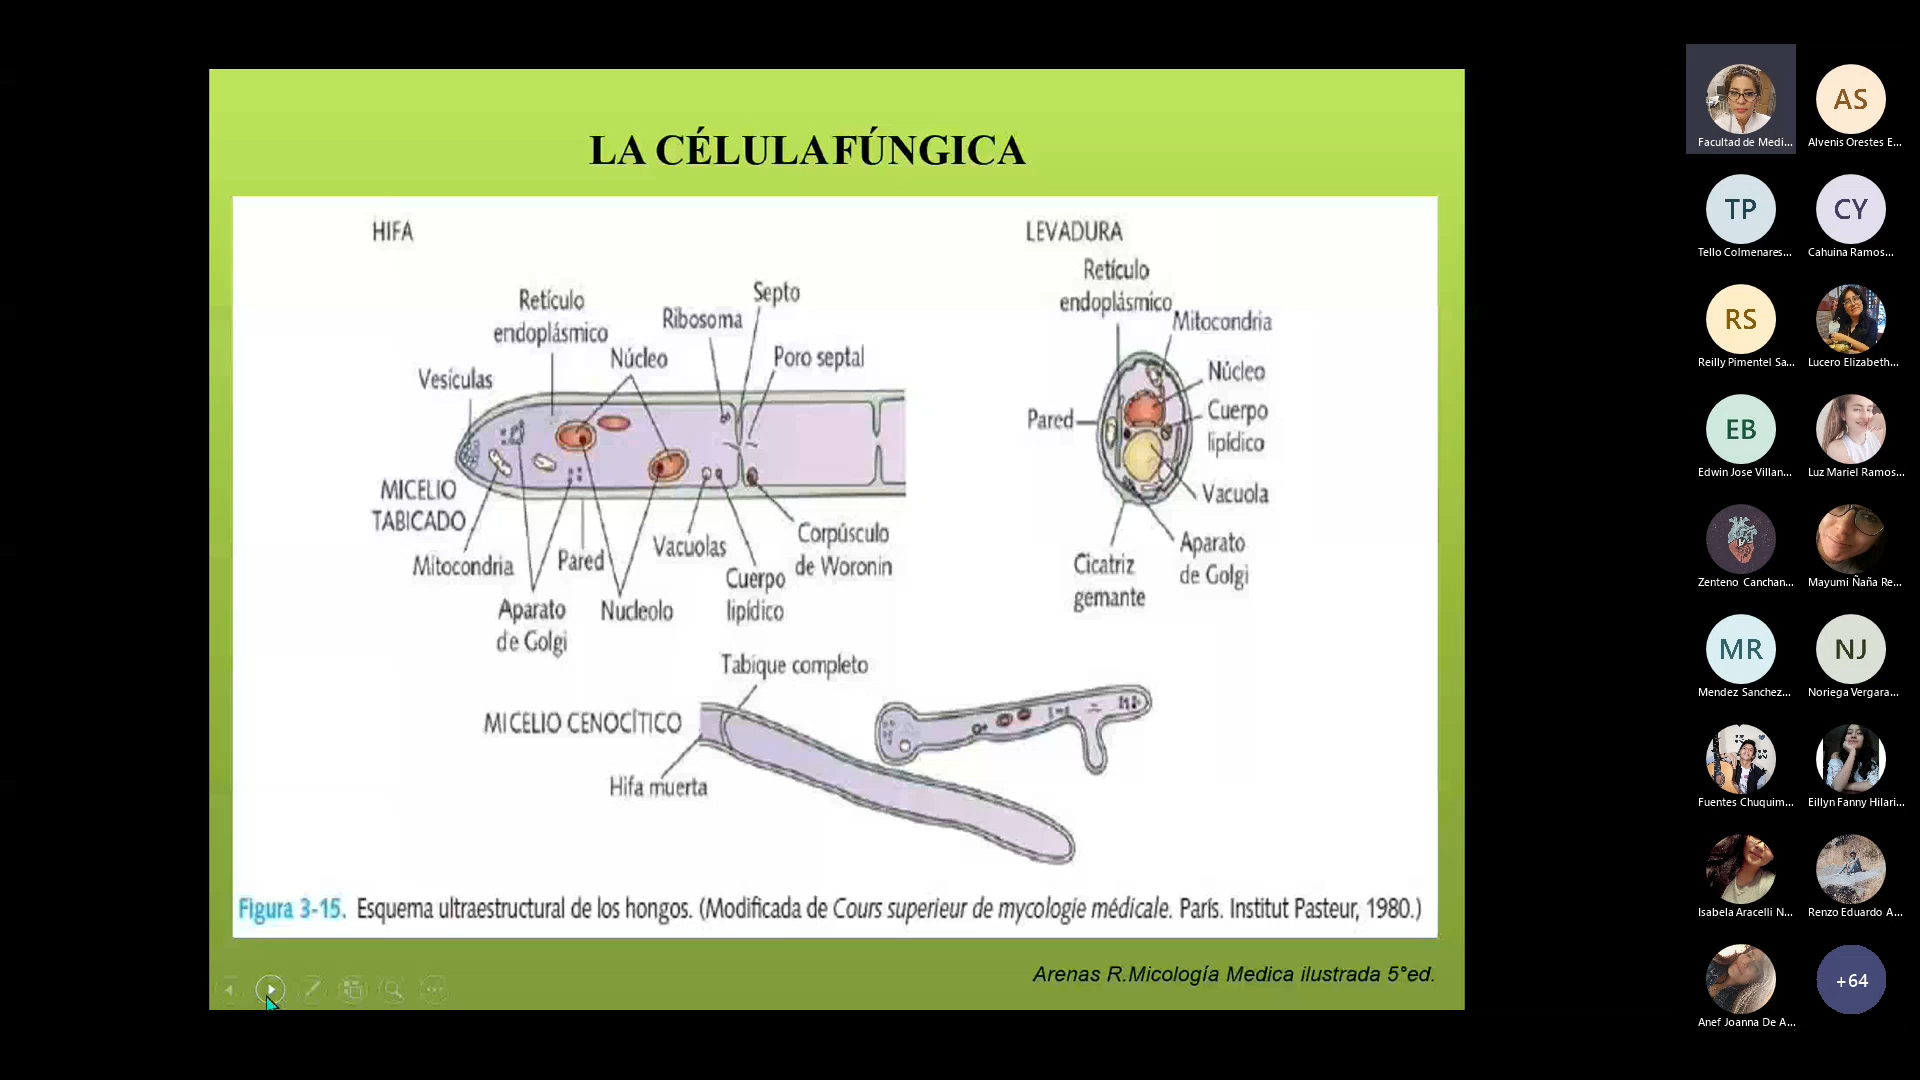 LA CÉLULA FÚNGICA
HIFA
LEVADURA
Retículo
endoplásmico
Vesículas
Núcleo
Ribosoma
Septo
Poro septal
MICELIO
TABICADO
Mitocondria
Aparato
de Golgi
Pared
Nucleolo
Vacuolas
Cuerpo
lipídico
Corpúsculo
de Woronin
Retículo
endoplásmico
Mitocondria
Núcleo
Cuerpo
lipídico
Pared
Vacuola
Aparato
de Golgi
Cicatriz
gemante
Tabique completo
MICELIO CENOCÍTICO
Hifa muerta
Figura 3-15. Esquema ultraestructural de los hongos. (Modificada de Cours superieur de mycologie médicale. París. Institut Pasteur, 1980.)
Arenas R.Micología Medica ilustrada 5°ed.
Facultad de Medi...
AS
Alvenis Orestes E...
TP
Tello Colmenares...
CY
Cahuina Ramos...
RS
Reilly Pimentel Sa...
Lucero Elizabeth...
EB
Edwin Jose Villan...
Luz Mariel Ramos...
Zenteno Canchan...
Mayumi Ñaña Re...
MR
Mendez Sanchez...
NJ
Noriega Vergara...
Fuentes Chuquim...
Eillyn Fanny Hilari...
Isabela Aracelli N...
Renzo Eduardo A...
Anef Joanna De A...
+64